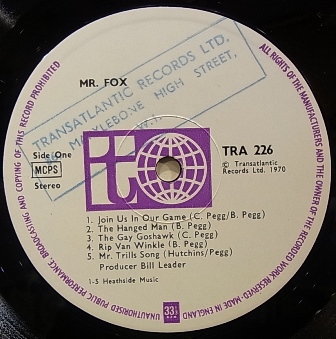 MR. FOX
TRANSATLANTIC RECORDS LTD.
MARYLEBONE HIGH STREET,
Side One
MCPS
Stereo
TRA 226
© Transatlantic
Records Ltd. 1970
1. Join Us In Our Game (C. Pegg/B. Pegg)
2. The Hanged Man (B. Pegg)
3. The Gay Goshawk (C. Pegg)
4. Rip Van Winkle (B. Pegg)
5. Mr. Trills Song (Hutchins/Pegg)
Producer Bill Leader
1-5 Heathside Music
33⅓
ALL RIGHTS OF THE MANUFACTURERS AND THE OWNER OF THE RECORDED WORK RESERVED-MADE IN ENGLAND
UNAUTHORISED PUBLIC PERFORMANCE, BROADCASTING AND COPYING OF THIS RECORD PROHIBITED